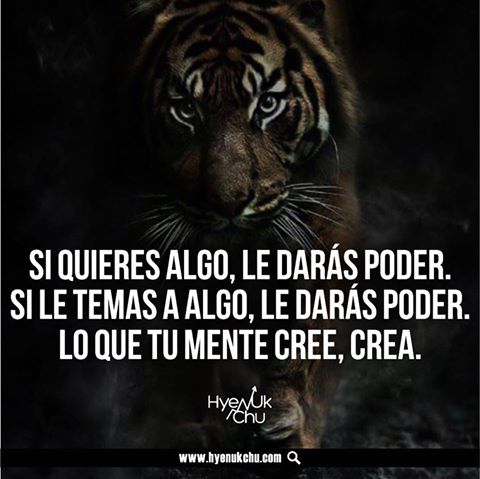 SI QUIERES ALGO, LE DARÁS PODER.
SI LE TEMAS A ALGO, LE DARÁS PODER.
LO QUE TU MENTE CREE, CREA.
HyenUk
Chu
www.hyenukchu.com